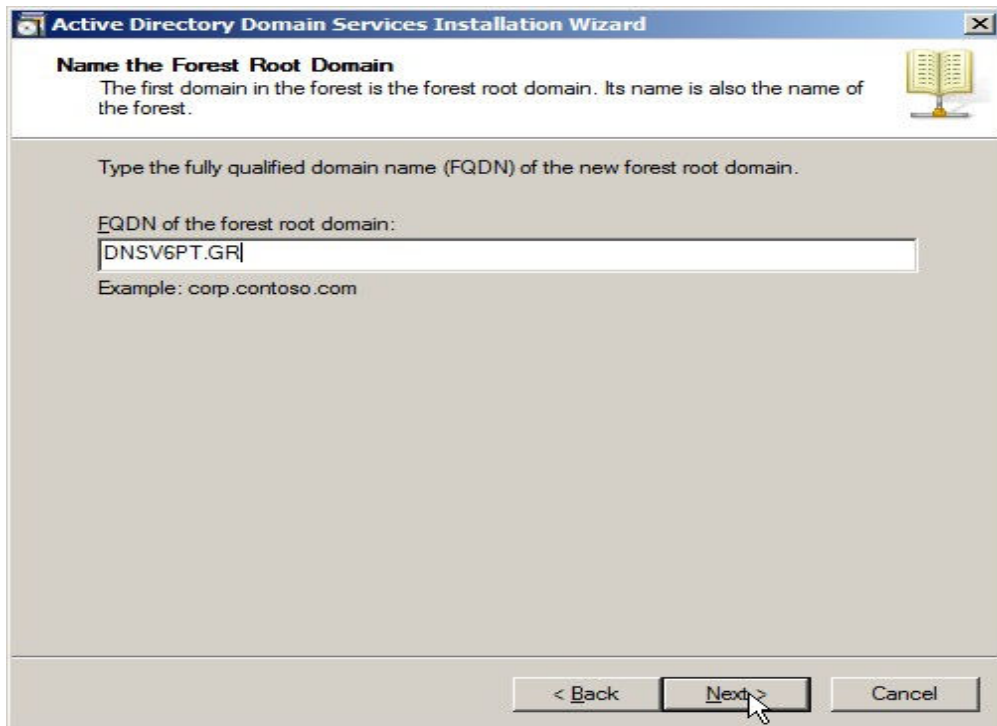 Active Directory Domain Services Installation Wizard
Name the Forest Root Domain
The first domain in the forest is the forest root domain. Its name is also the name of
the forest.
Type the fully qualified domain name (FQDN) of the new forest root domain.
FQDN of the forest root domain:
DNSV6PT.GR
Example: corp.contoso.com
< Back Next > Cancel